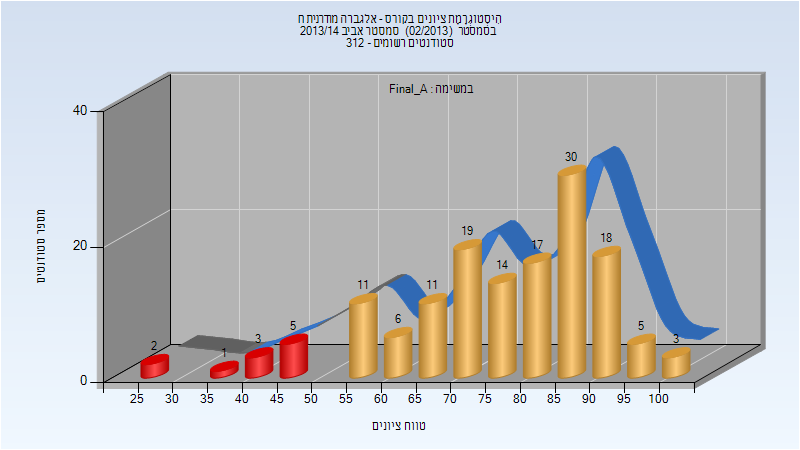 היסטוגרמת ציונים בקורס - אלגברה מודרנית ח
בסמסטר (02/2013) סמסטר אביב 2013/14
סטודנטים רשומים - 312
במשימה : Final_A
מספר סטודנטים
40
20
0
2
1
3
5
11
6
11
19
14
17
30
18
5
3
25 30 35 40 45 50 55 60 65 70 75 80 85 90 95 100
טווח ציונים